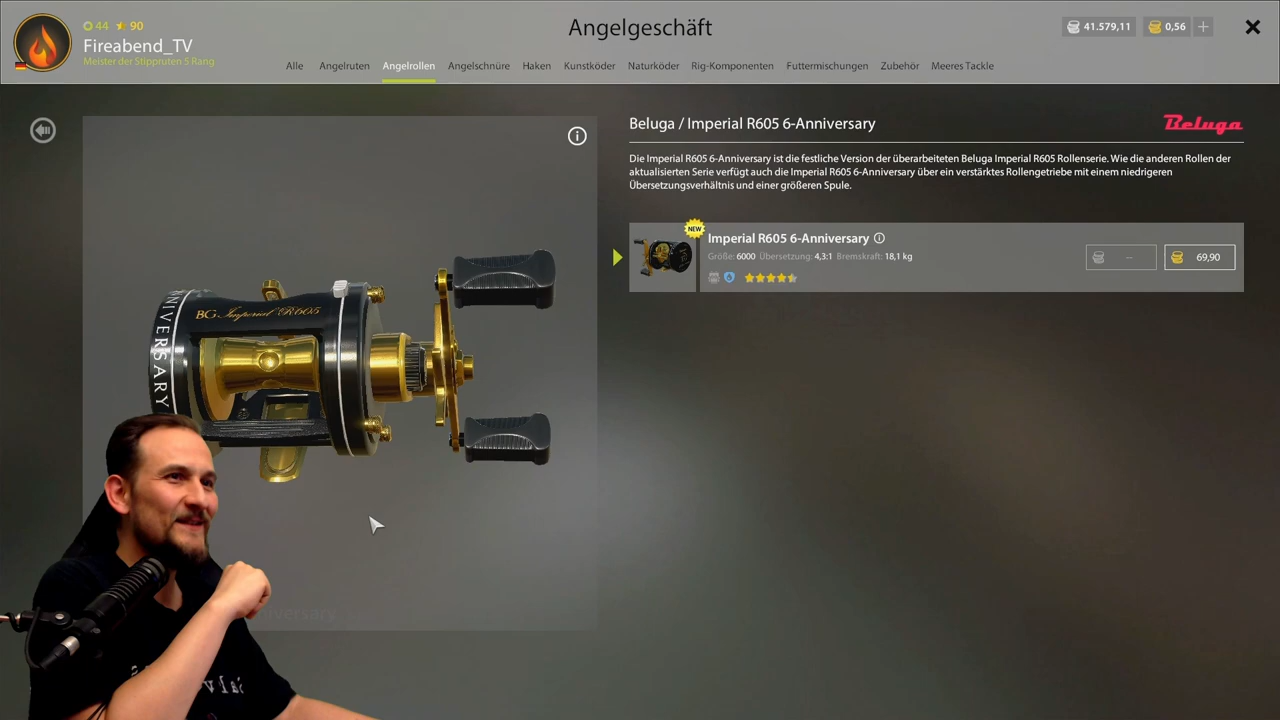 44 90
Fireabend_TV
Meister der Stippruten S Rang
Angelgeschäft
41.579,11
0,56
Alle Angelruten Angelrollen Angelschnüre Haken Kunstköder Naturköder Rig-Komponenten Futtermischungen Zubehör Meeres Tackle
BG Imperial R605
ANNIVERSARY
Beluga / Imperial R605 6-Anniversary
Beluga
Die Imperial R605 6-Anniversary ist die festliche Version der überarbeiteten Beluga Imperial R605 Rollenserie. Wie die anderen Rollen der
aktualisierten Serie verfügt auch die Imperial R605 6-Anniversary über ein verstärktes Rollengetriebe mit einem niedrigeren
Übersetzungsverhältnis und einer größeren Spule.
NEW
Imperial R605 6-Anniversary
Größe: 6000 Übersetzung: 4,3:1 Bremskraft: 18,1 kg
–
69,90